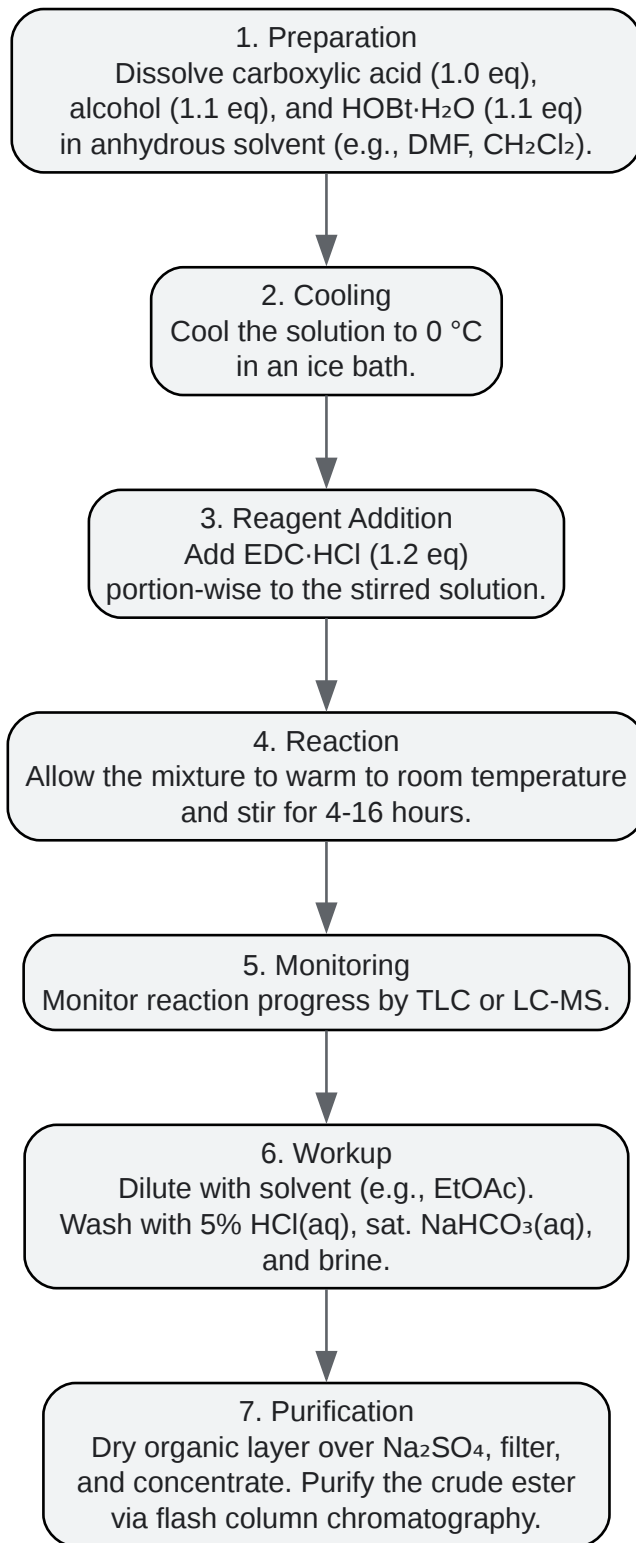 1. Preparation
Dissolve carboxylic acid (1.0 eq),
alcohol (1.1 eq), and HOBt·H₂O (1.1 eq)
in anhydrous solvent (e.g., DMF, CH₂Cl₂).
2. Cooling
Cool the solution to 0 °C
in an ice bath.
3. Reagent Addition
Add EDC·HCl (1.2 eq)
portion-wise to the stirred solution.
4. Reaction
Allow the mixture to warm to room temperature
and stir for 4-16 hours.
5. Monitoring
Monitor reaction progress by TLC or LC-MS.
6. Workup
Dilute with solvent (e.g., EtOAc).
Wash with 5% HCl(aq), sat. NaHCO₃(aq),
and brine.
7. Purification
Dry organic layer over Na₂SO₄, filter,
and concentrate. Purify the crude ester
via flash column chromatography.